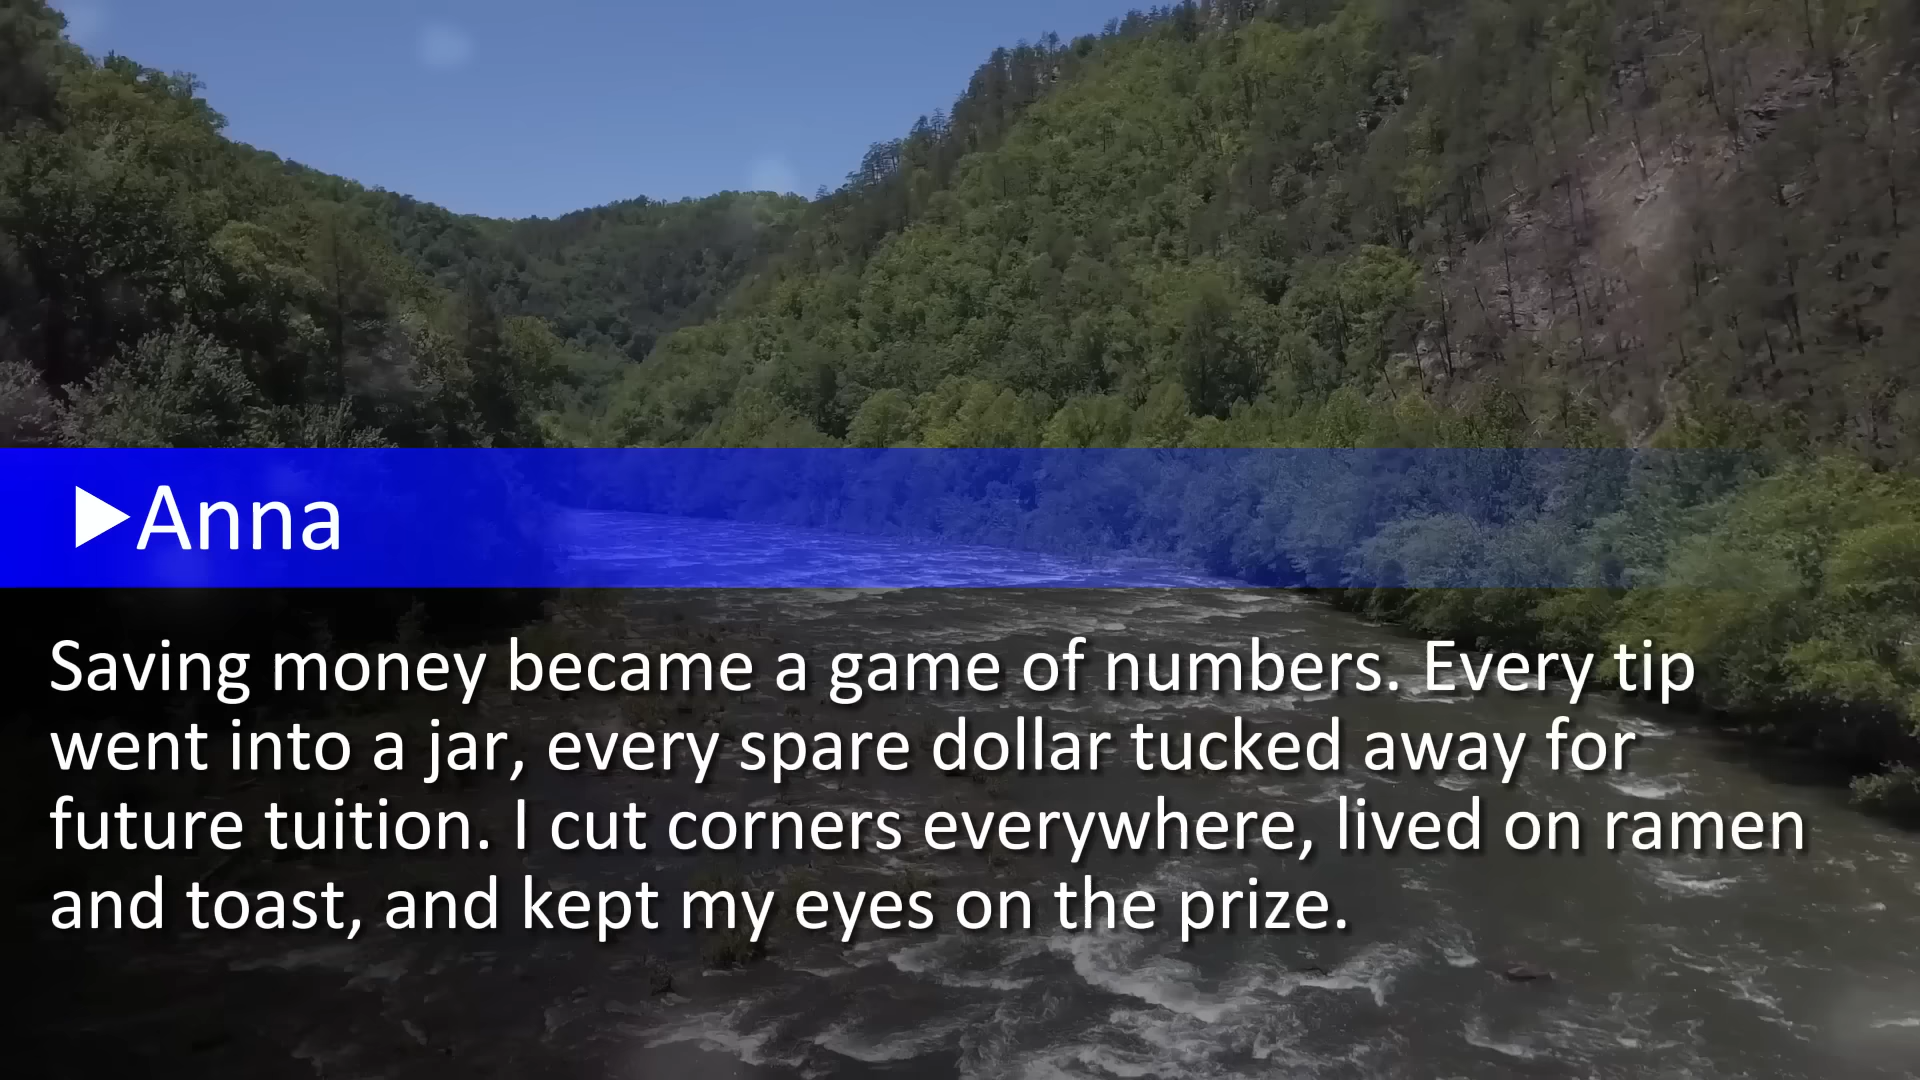 ▶Anna
Saving money became a game of numbers. Every tip
went into a jar, every spare dollar tucked away for
future tuition. I cut corners everywhere, lived on ramen
and toast, and kept my eyes on the prize.